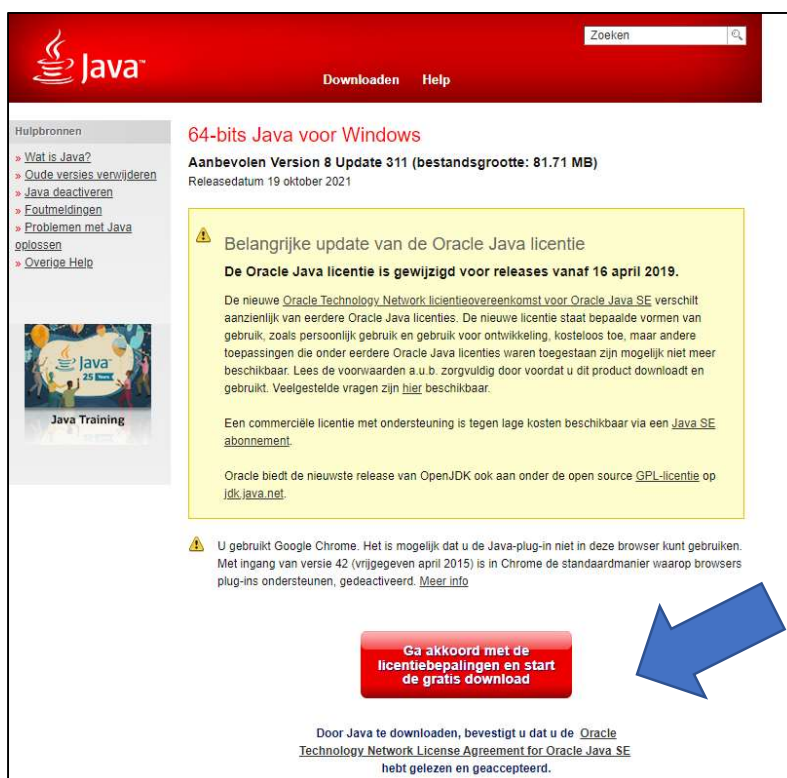 Java
Zoeken
Downloaden Help
Hulpbronnen
» Wat is Java?
» Oude versies verwijderen
» Java deactiveren
» Foutmeldingen
» Problemen met Java
oplossen
» Overige Help
Java
25 Years
Java Training
64-bits Java voor Windows
Aanbevolen Version 8 Update 311 (bestandsgrootte: 81.71 MB)
Releasedatum 19 oktober 2021
Belangrijke update van de Oracle Java licentie
De Oracle Java licentie is gewijzigd voor releases vanaf 16 april 2019.
De nieuwe Oracle Technology Network licientieovereenkomst voor Oracle Java SE verschilt
aanzienlijk van eerdere Oracle Java licenties. De nieuwe licentie staat bepaalde vormen van
gebruik, zoals persoonlijk gebruik en gebruik voor ontwikkeling, kosteloos toe, maar andere
toepassingen die onder eerdere Oracle Java licenties waren toegestaan zijn mogelijk niet meer
beschikbaar. Lees de voorwaarden a.u.b. zorgvuldig door voordat u dit product downloadt en
gebruikt. Veelgestelde vragen zijn hier beschikbaar.
Een commerciële licentie met ondersteuning is tegen lage kosten beschikbaar via een Java SE
abonnement.
Oracle biedt de nieuwste release van OpenJDK ook aan onder de open source GPL-licentie op
jdk.java.net.
U gebruikt Google Chrome. Het is mogelijk dat u de Java-plug-in niet in deze browser kunt gebruiken.
Met ingang van versie 42 (vrijgegeven april 2015) is in Chrome de standaardmanier waarop browsers
plug-ins ondersteunen, gedeactiveerd. Meer info
Ga akkoord met de
licentiebepalingen en start
de gratis download
Door Java te downloaden, bevestigt u dat u de Oracle
Technology Network License Agreement for Oracle Java SE
hebt gelezen en geaccepteerd.